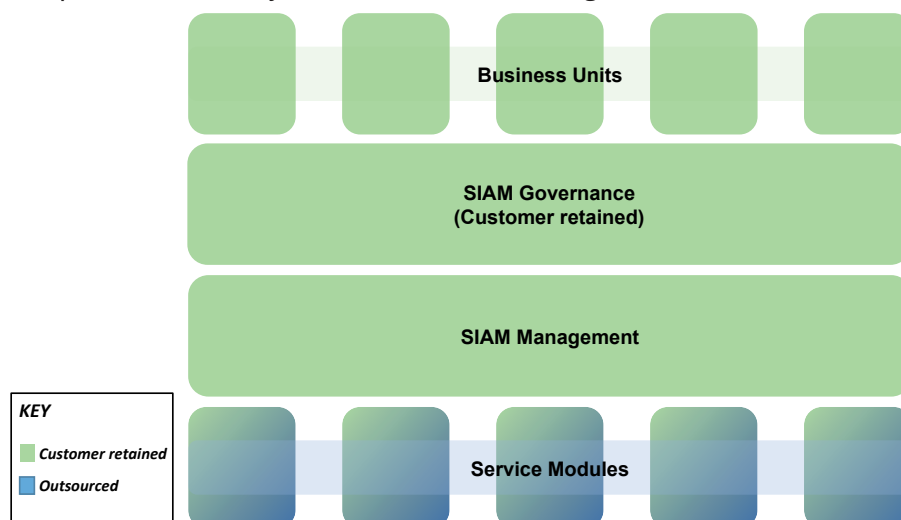 Business Units
SIAM Governance
(Customer retained)
SIAM Management
KEY
Customer retained
Outsourced
Service Modules